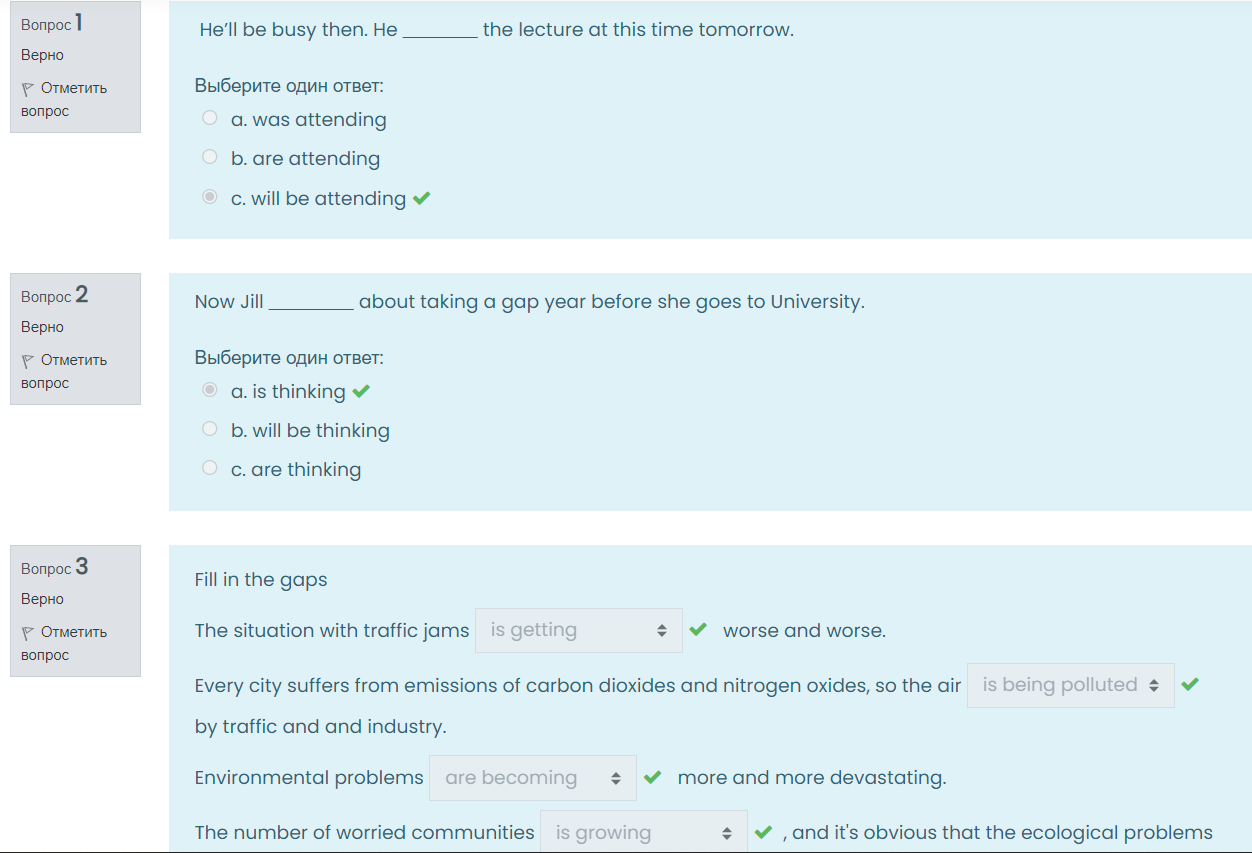 Вопрос 1
Верно
Отметить
вопрос
He’ll be busy then. He ________ the lecture at this time tomorrow.
Выберите один ответ:
a. was attending
b. are attending
c. will be attending
Вопрос 2
Верно
Отметить
вопрос
Now Jill _________ about taking a gap year before she goes to University.
Выберите один ответ:
a. is thinking
b. will be thinking
c. are thinking
Вопрос 3
Верно
Отметить
вопрос
Fill in the gaps
The situation with traffic jams is getting worse and worse.
Every city suffers from emissions of carbon dioxides and nitrogen oxides, so the air is being polluted
by traffic and and industry.
Environmental problems are becoming more and more devastating.
The number of worried communities is growing , and it's obvious that the ecological problems